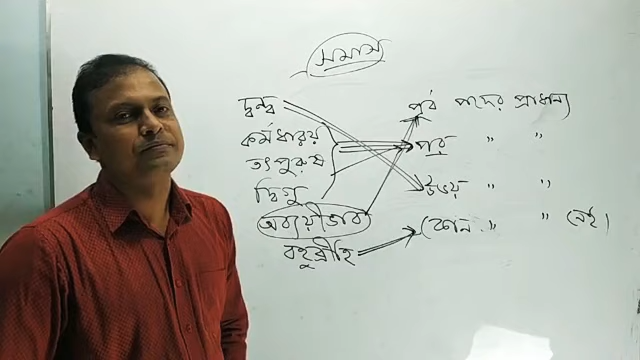 সমাস
দ্বন্দ্ব
কর্মধারয়
তৎপুরুষ
দ্বিগু
অব্যয়ীভাব
বহুব্রীহি
পূর্ব পদের প্রাধান্য
পর " "
উভয় " "
কোন " " নেই।